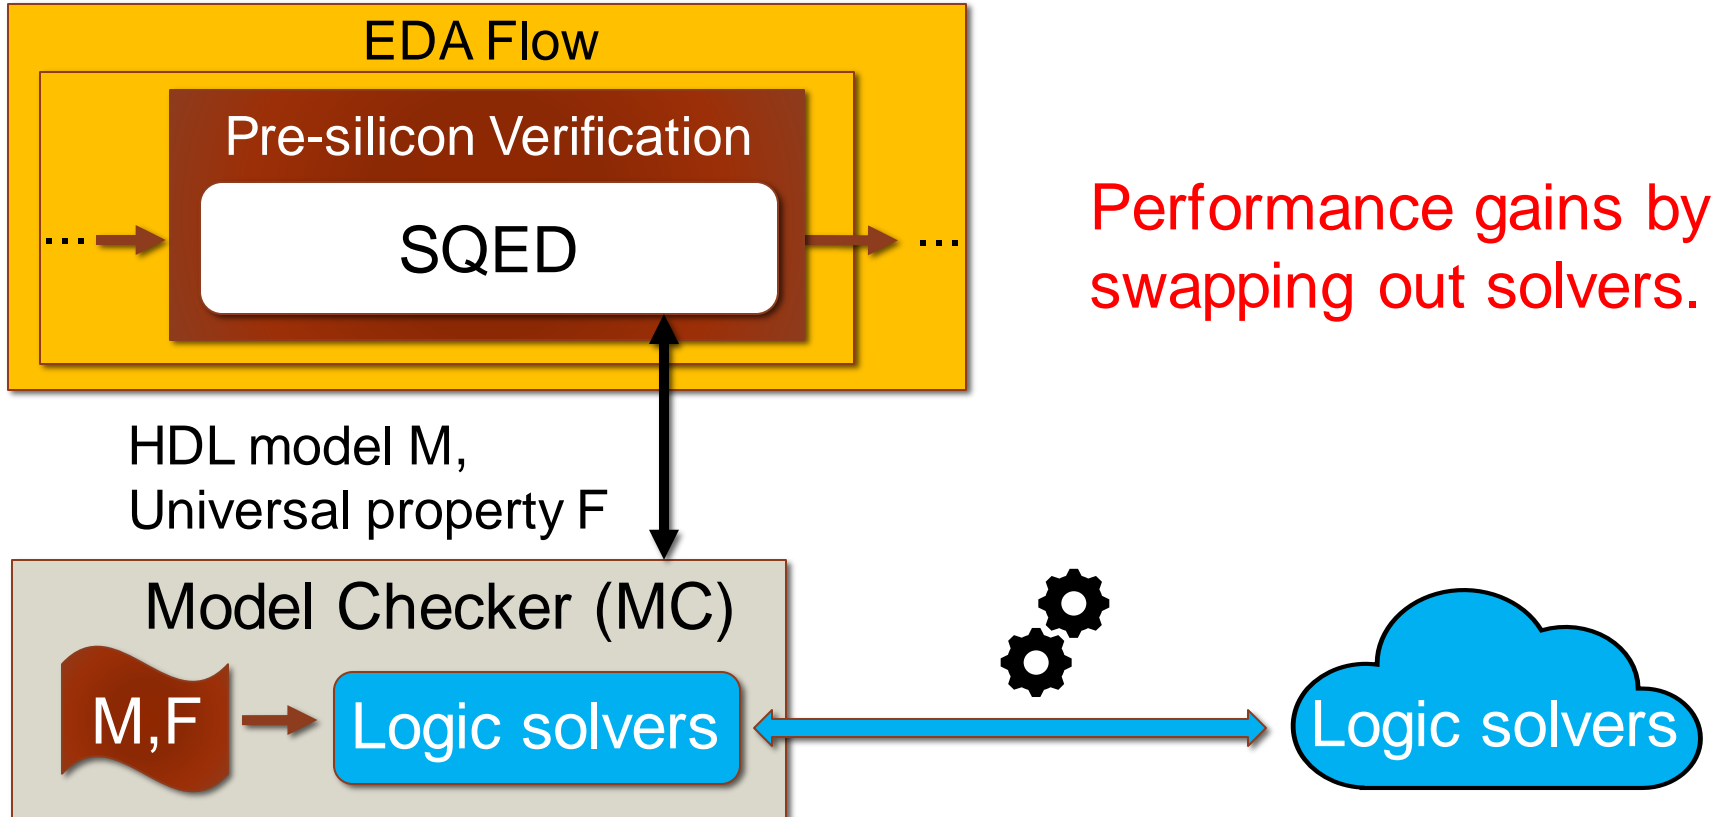 EDA Flow
Pre-silicon Verification
... SQED ...
Performance gains by
swapping out solvers.
HDL model M,
Universal property F
Model Checker (MC)
M,F
Logic solvers
Logic solvers